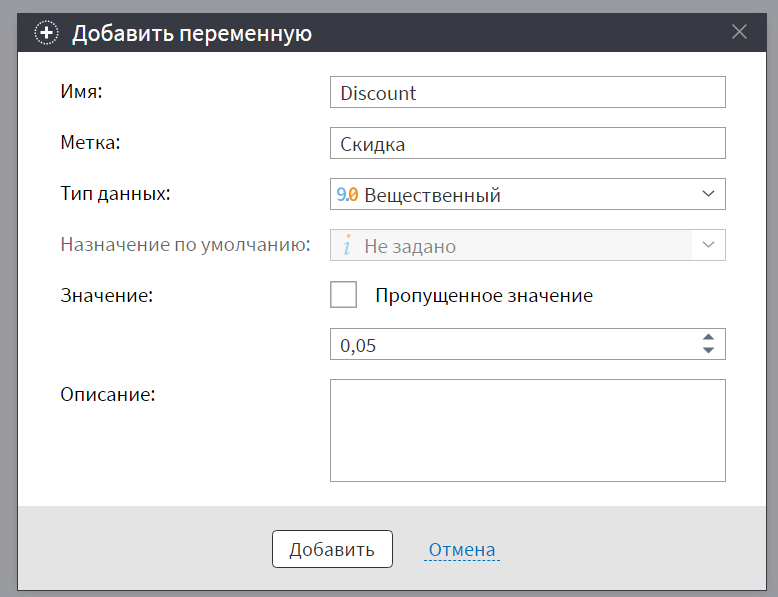 Добавить переменную
Имя: Discount
Метка: Скидка
Тип данных: 9.0 Вещественный
Назначение по умолчанию: i Не задано
Значение: Пропущенное значение
0,05
Описание:
Добавить Отмена